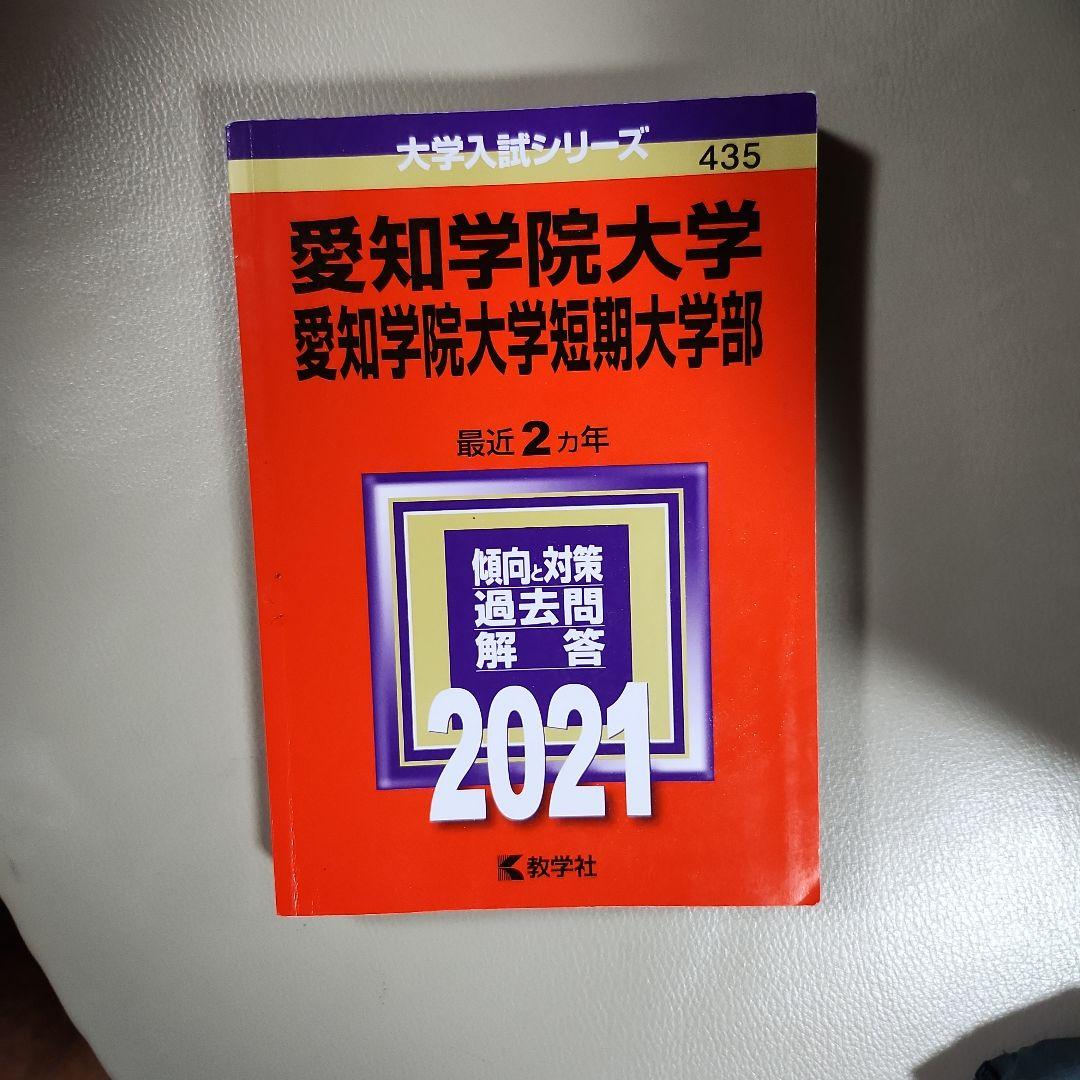 大学入試シリーズ
435
愛知学院大学
愛知学院大学短期大学部
最近2カ年
傾向と対策
過去問
解答
2021
教学社